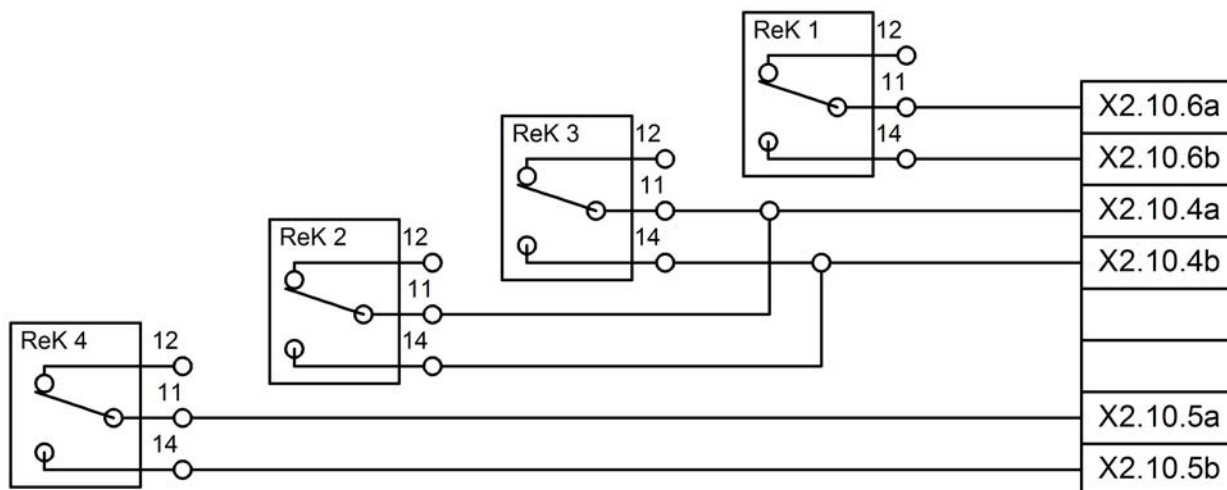 ReK 1
12
11
14
ReK 3
12
11
14
ReK 2
12
11
14
ReK 4
12
11
14
X2.10.6a
X2.10.6b
X2.10.4a
X2.10.4b
X2.10.5a
X2.10.5b